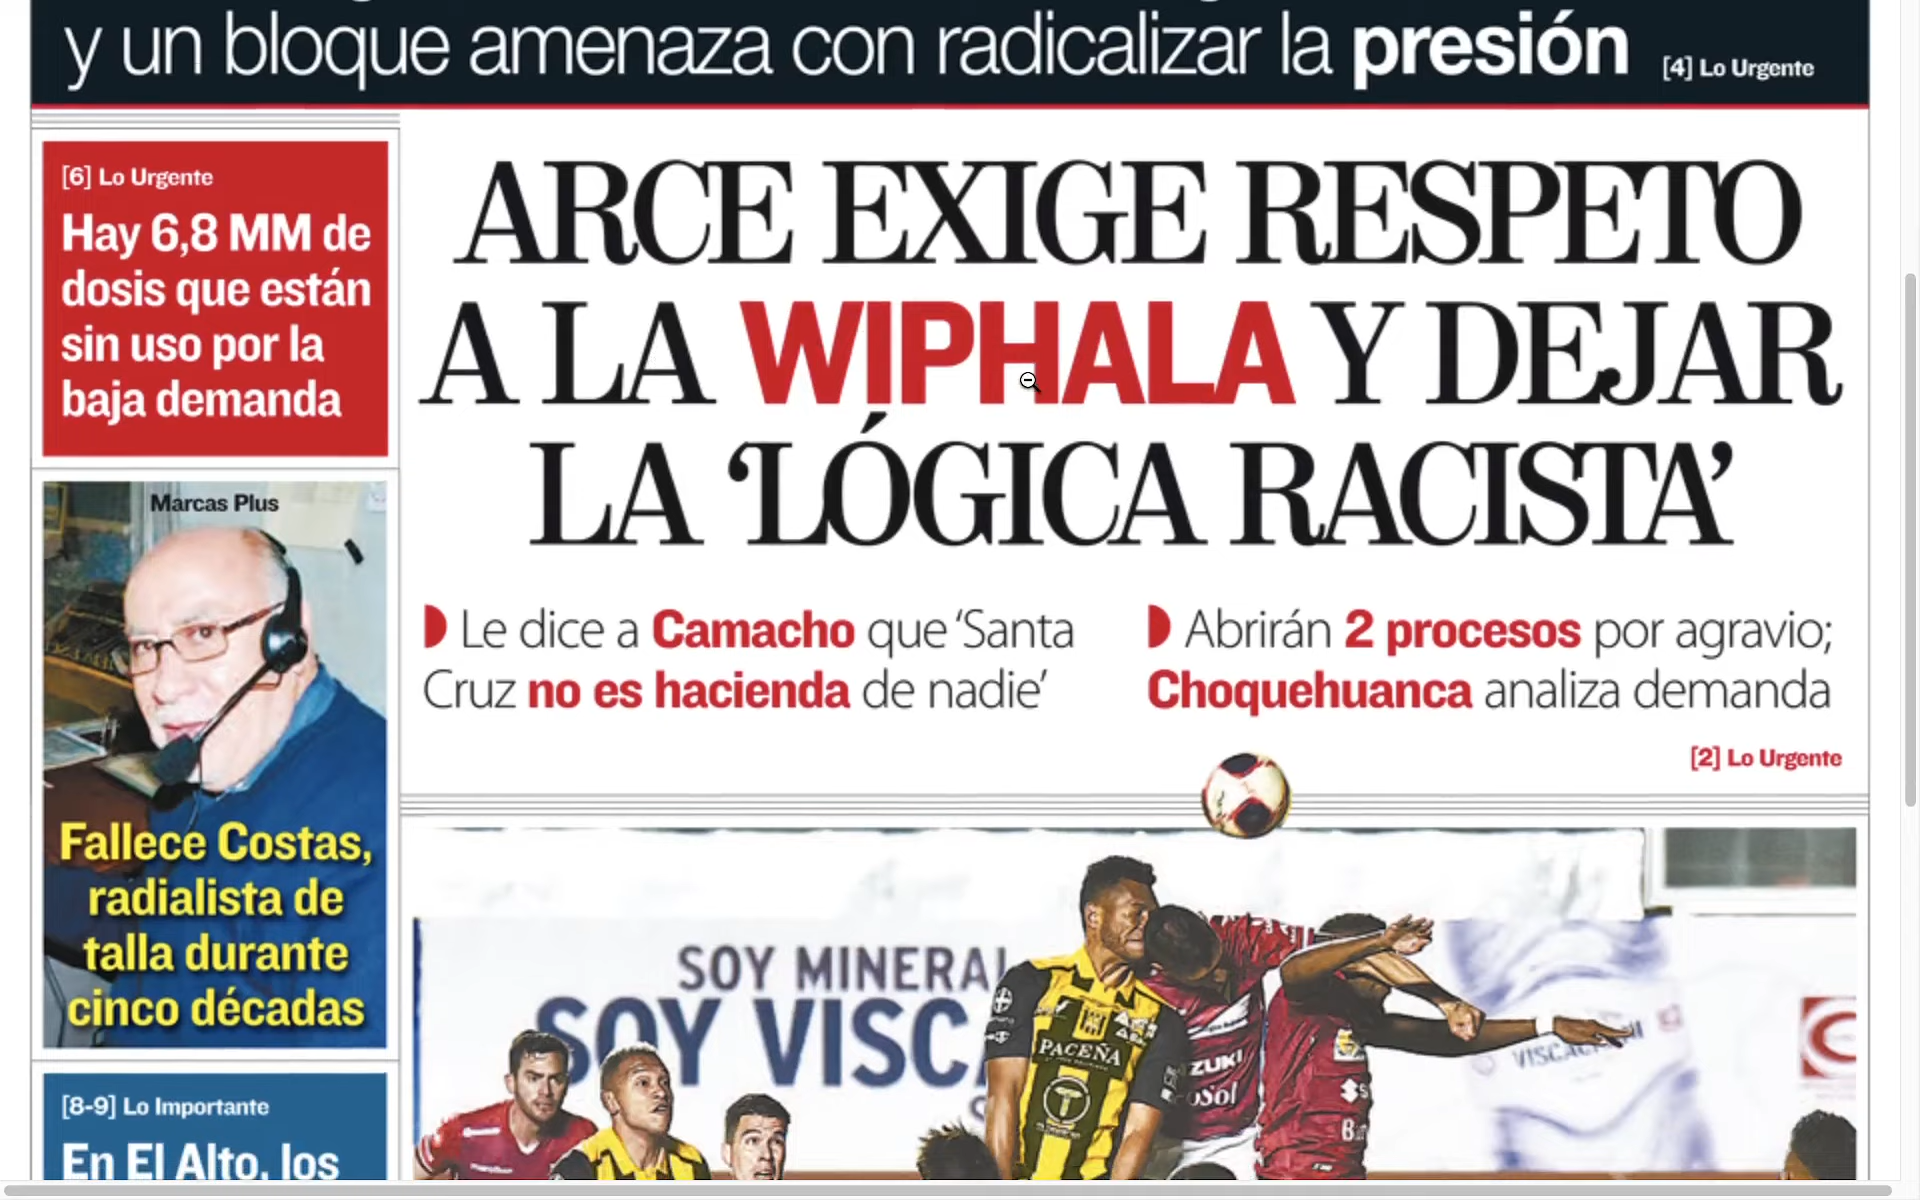 y un bloque amenaza con radicalizar la presión [4] Lo Urgente
[6] Lo Urgente
Hay 6,8 MM de
dosis que están
sin uso por la
baja demanda
ARCE EXIGE RESPETO
A LA WIPHALA Y DEJAR
LA ‘LÓGICA RACISTA’
Le dice a Camacho que ‘Santa
Cruz no es hacienda de nadie’
Abrirán 2 procesos por agravio;
Choquehuanca analiza demanda
[2] Lo Urgente
Marcas Plus
Fallece Costas,
radialista de
talla durante
cinco décadas
[8-9] Lo Importante
En El Alto, los
SOY MINERAL
SOY VISCA
PACEÑA
ZUKI